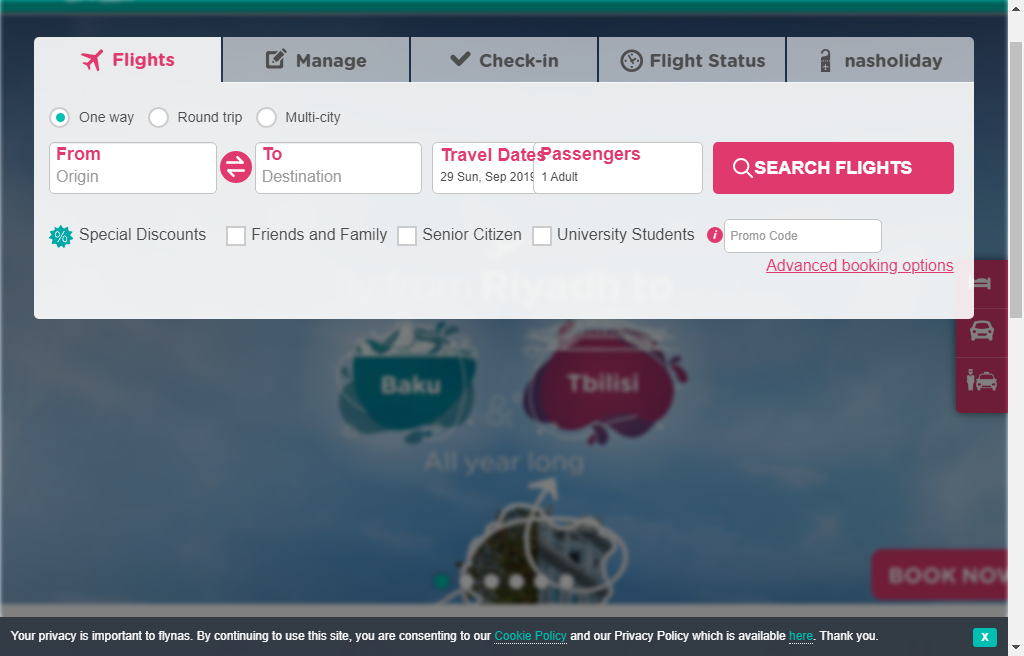 Flights
Manage
Check-in
Flight Status
nasholiday
One way
Round trip
Multi-city
From
Origin
To
Destination
Travel Dates
29 Sun, Sep 2019
Passengers
1 Adult
SEARCH FLIGHTS
Special Discounts
Friends and Family
Senior Citizen
University Students
Promo Code
Advanced booking options
from Riyadh to
Baku
Tbilisi
&
All year long
BOOK NOW
Your privacy is important to flynas. By continuing to use this site, you are consenting to our Cookie Policy and our Privacy Policy which is available here. Thank you.
X